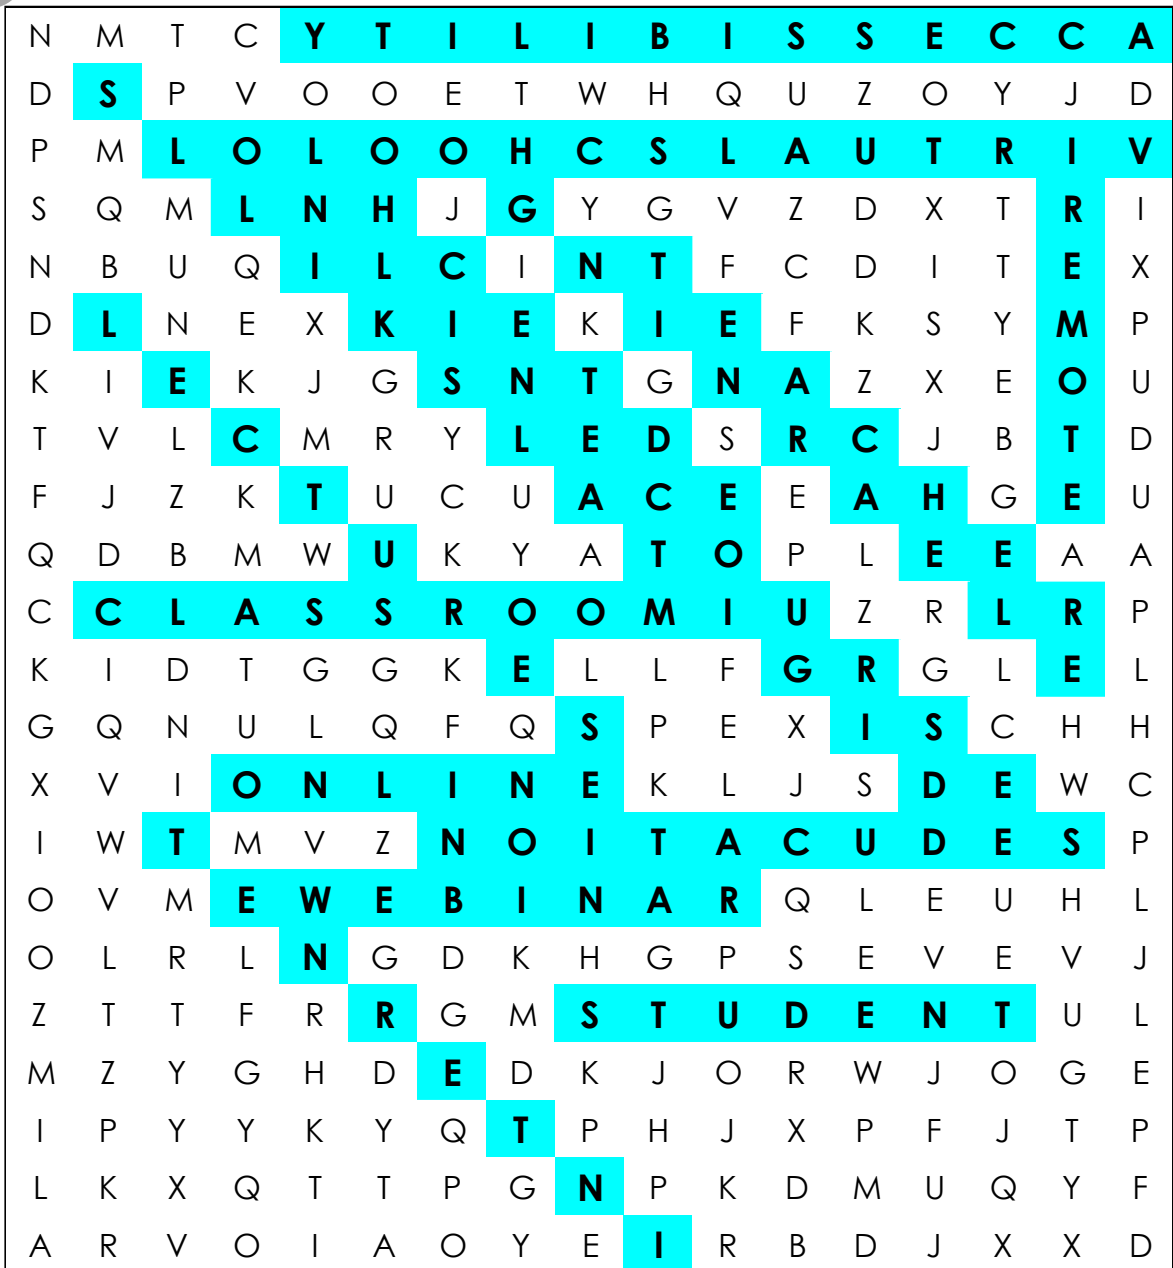 N M T C Y T I L I B I S S E C C A
D S P V O O E T W H Q U Z O Y J D
P M L O L O O H C S L A U T R I V
S Q M L N H J G Y G V Z D X T R I
N B U Q I L C I N T F C D I T E X
D L N E X K I E K I E F K S Y M P
K I E K J G S N T G N A Z X E O U
T V L C M R Y L E D S R C J B T D
F J Z K T U C U A C E E A H G E U
Q D B M W U K Y A T O P L E E A A
C C L A S S R O O M I U Z R L R P
K I D T G G K E L L F G R G L E L
G Q N U L Q F Q S P E X I S C H H
X V I O N L I N E K L J S D E W C
I W T M V Z N O I T A C U D E S P
O V M E W E B I N A R Q L E U H L
O L R L N G D K H G P S E V E V J
Z T T F R R G M S T U D E N T U L
M Z Y G H D E D K J O R W J O G E
I P Y Y K Y Q T P H J X P F J T P
L K X Q T T P G N P K D M U Q Y F
A R V O I A O Y E I R B D J X X D